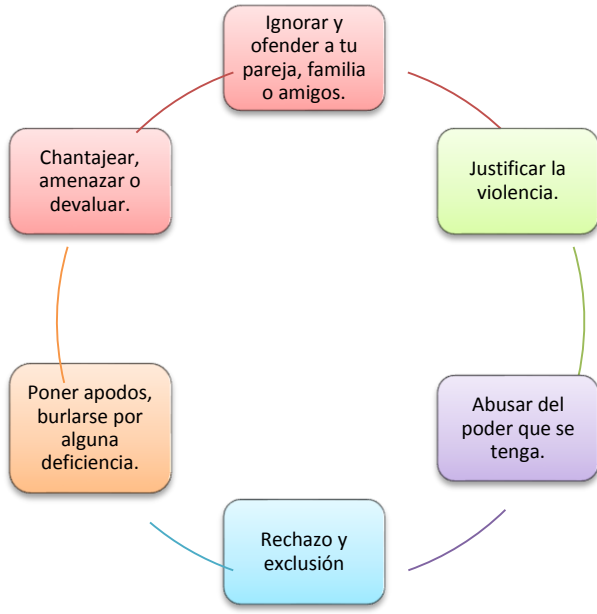 Ignorar y
ofender a tu
pareja, familia
o amigos.
Justificar la
violencia.
Abusar del
poder que se
tenga.
Rechazo y
exclusión
Poner apodos,
burlarse por
alguna
deficiencia.
Chantajear,
amenazar o
devaluar.